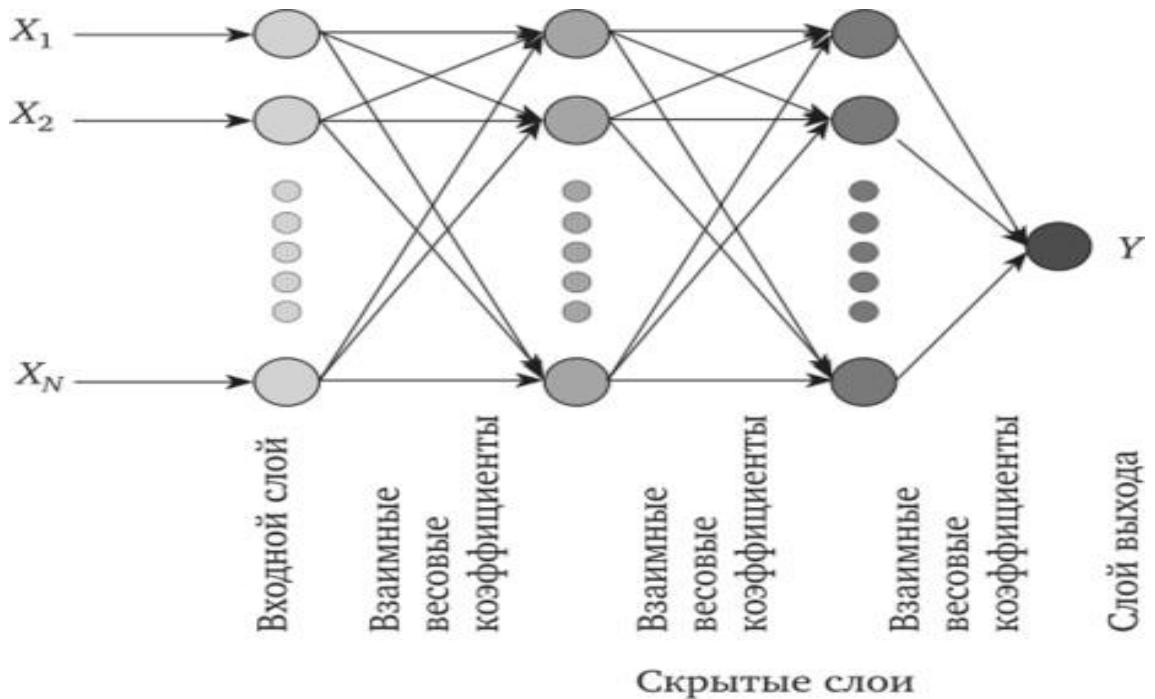 X1
X2
XN
Y
Входной слой
Взаимные
весовые
коэффициенты
Взаимные
весовые
коэффициенты
Взаимные
весовые
коэффициенты
Слой выхода
Скрытые слои